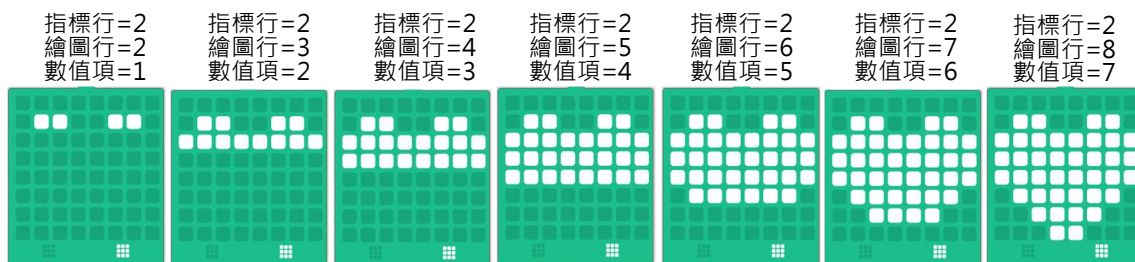 指標行=2
繪圖行=2
數值項=1
指標行=2
繪圖行=3
數值項=2
指標行=2
繪圖行=4
數值項=3
指標行=2
繪圖行=5
數值項=4
指標行=2
繪圖行=6
數值項=5
指標行=2
繪圖行=7
數值項=6
指標行=2
繪圖行=8
數值項=7